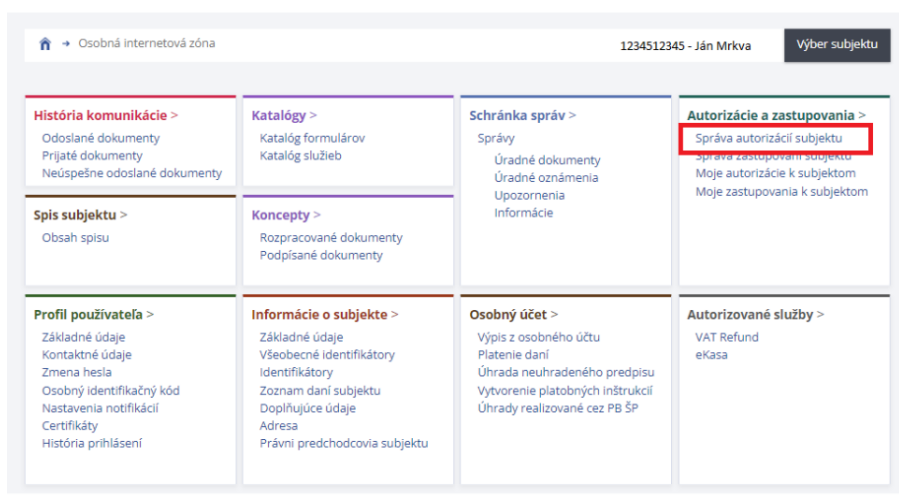 Osobná internetová zóna
1234512345 - Ján Mrkva
Výber subjektu
História komunikácie >
Odoslané dokumenty
Prijaté dokumenty
Neúspešne odoslané dokumenty
Katalógy >
Katalóg formulárov
Katalóg služieb
Schránka správ >
Správy
Úradné dokumenty
Úradné oznámenia
Upozornenia
Informácie
Autorizácie a zastupovania >
Správa autorizácií subjektu
Správa zastupovaní subjektu
Moje autorizácie k subjektom
Moje zastupovania k subjektom
Spis subjektu >
Obsah spisu
Koncepty >
Rozpracované dokumenty
Podpísané dokumenty
Profil používateľa >
Základné údaje
Kontaktné údaje
Zmena hesla
Osobný identifikačný kód
Nastavenia notifikácií
Certifikáty
História prihlásení
Informácie o subjekte >
Základné údaje
Všeobecné identifikátory
Identifikátory
Zoznam daní subjektu
Doplňujúce údaje
Adresa
Právni predchodcovia subjektu
Osobný účet >
Výpis z osobného účtu
Platenie daní
Úhrada neuhradeného predpisu
Vytvorenie platobných inštrukcií
Úhrady realizované cez PB ŠP
Autorizované služby >
VAT Refund
eKasa